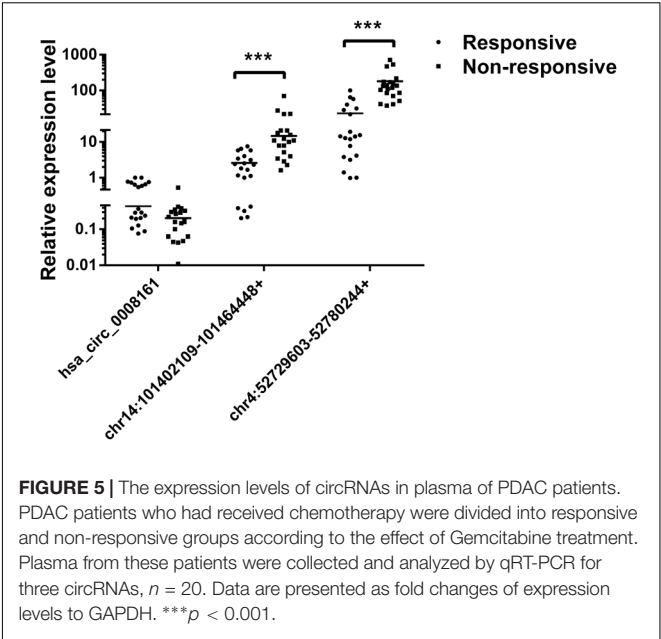 ***
***
Responsive
Non-responsive
Relative expression level
1000
100
10
1
0.1
0.01
hsa_circ_0008161
chr14:101402109-101464448+
chr4:52729603-52780244+
FIGURE 5 | The expression levels of circRNAs in plasma of PDAC patients.
PDAC patients who had received chemotherapy were divided into responsive
and non-responsive groups according to the effect of Gemcitabine treatment.
Plasma from these patients were collected and analyzed by qRT-PCR for
three circRNAs, n = 20. Data are presented as fold changes of expression
levels to GAPDH. ***p < 0.001.